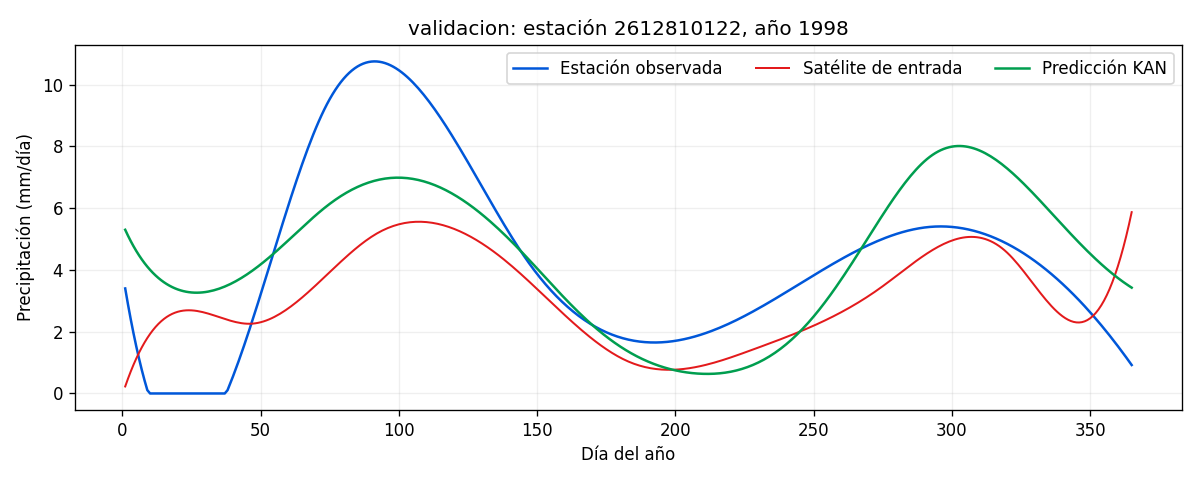 validacion: estación 2612810122, año 1998
Estación observada
Satélite de entrada
Predicción KAN
Precipitación (mm/día)
10
8
6
4
2
0
0 50 100 150 200 250 300 350
Día del año